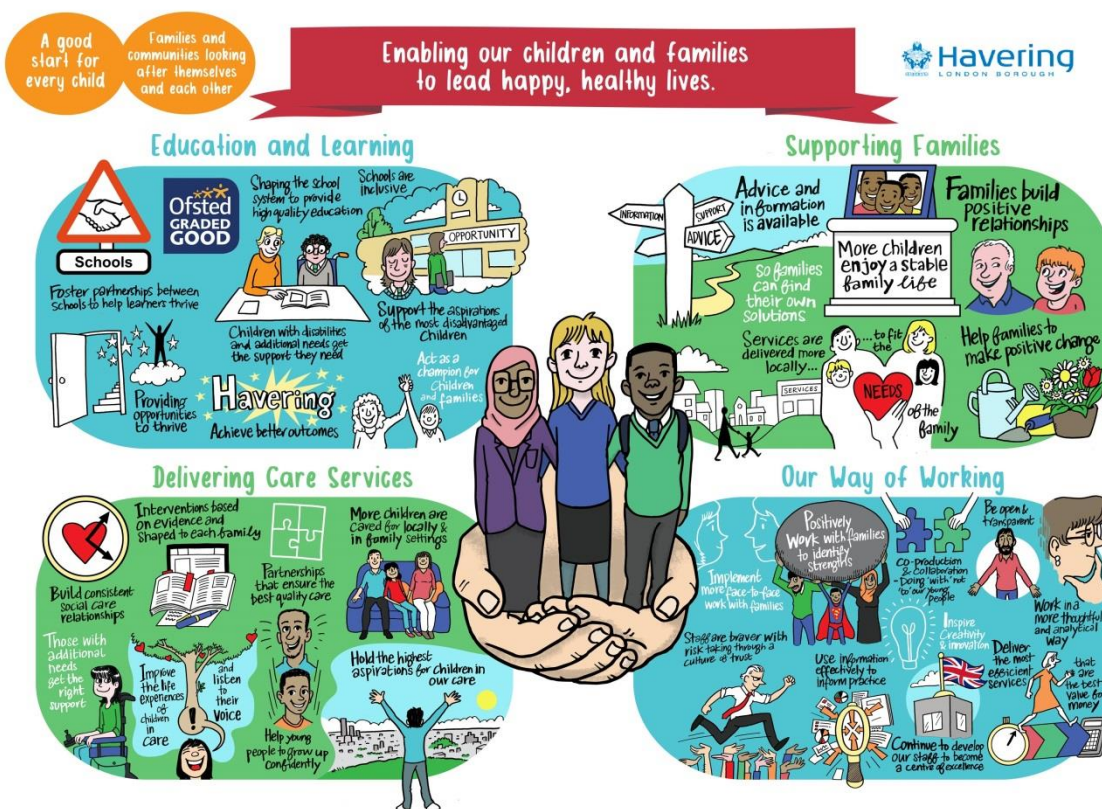 A good
start for
every child
Families and
communities looking
after themselves
and each other
Enabling our children and families
to lead happy, healthy lives.
Havering
LONDON BOROUGH
Education and Learning
Schools
Ofsted
GRADED
GOOD
Shaping the school
system to provide
high quality education
Schools are
inclusive
OPPORTUNITY
Foster partnerships between
schools to help learners thrive
Children with disabilities
and additional needs get
the support they need
Support the aspirations
of the most disadvantaged
Children
Providing
opportunities
to thrive
Havering
Achieve better outcomes
Act as a
champion for
Children
and families
Supporting Families
INFORMATION
SUPPORT
ADVICE
Advice and
information
is available
So families
can find
their own
solutions
More children
enjoy a stable
family life
Families build
positive
relationships
Services are
delivered more
locally...
SERVICES
...to fit
the
NEEDS
of the
family
Help families to
make positive change
Delivering Care Services
Interventions based
on evidence and
shaped to each family
Build consistent
social care
relationships
Partnerships
that ensure the
best quality care
More children are
cared for locally &
in family settings
Those with
additional
needs
get the
right
support
Improve
the life
experiences
of
children
in
care
and
listen
to
their
VOICE
!
Help young
people to grow up
confidently
Hold the highest
aspirations for children in
our care
Our Way of Working
Implement
more face-to-face
work with families
Positively
Work with families
to identify
strengths
Co-production
& collaboration
- Doing 'with' not
'to' our young
people
Be open &
transparent
Work in a
more thoughtful
and analytical
way
Staff are braver with
risk taking through a
culture of trust
Use information
effectively to
inform practice
Inspire
Creativity
& innovation
Continue to develop
our staff to become
a centre of excellence
Deliver
the most
efficient
services
that
are
the best
value for
money